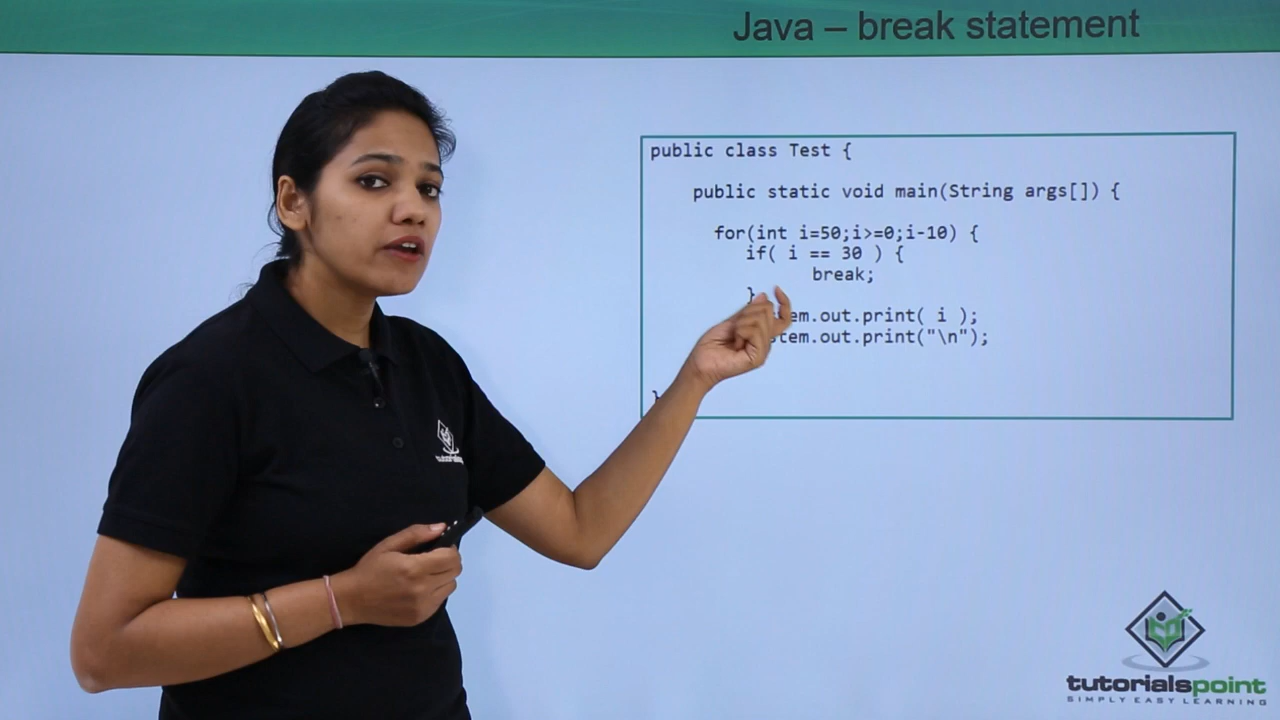 Java – break statement
public class Test {
public static void main(String args[]) {
for(int i=50;i>=0;i-10) {
if( i == 30 ) {
break;
}
tem.out.print( i );
stem.out.print("\n");
}
tutorialspoint
SIMPLY EASY LEARNING